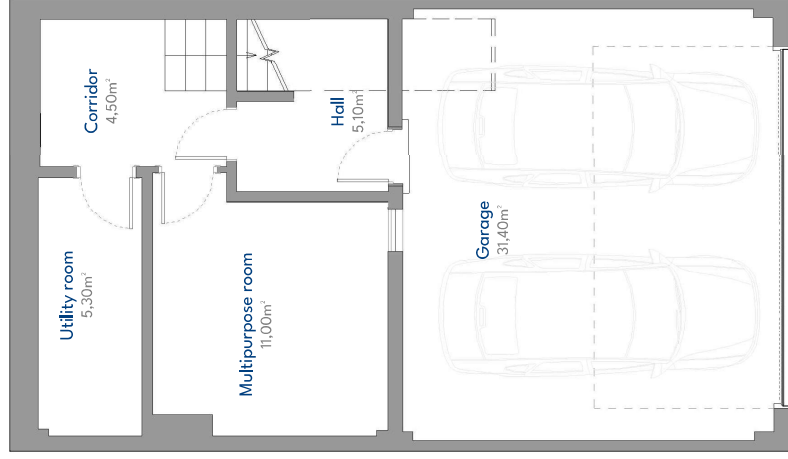 Corridor
4,50m²
Hall
5,10m²
Garage
31,40m²
Utility room
5,30m²
Multipurpose room
11,00m²